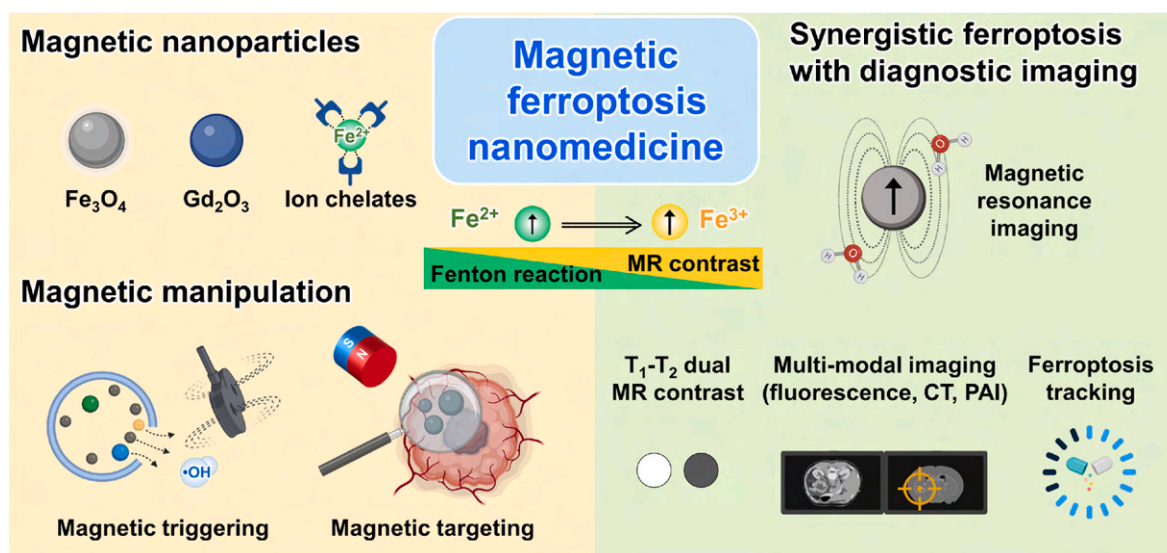 Magnetic nanoparticles
Fe₃O₄
Gd₂O₃
Fe²⁺
Ion chelates
Magnetic manipulation
•OH
Magnetic triggering
S
N
Magnetic targeting
Magnetic
ferroptosis
nanomedicine
Fe²⁺
Fe³⁺
Fenton reaction
MR contrast
Synergistic ferroptosis
with diagnostic imaging
O
H
H
O
H
H
Magnetic
resonance
imaging
T₁-T₂ dual
MR contrast
Multi-modal imaging
(fluorescence, CT, PAI)
Ferroptosis
tracking